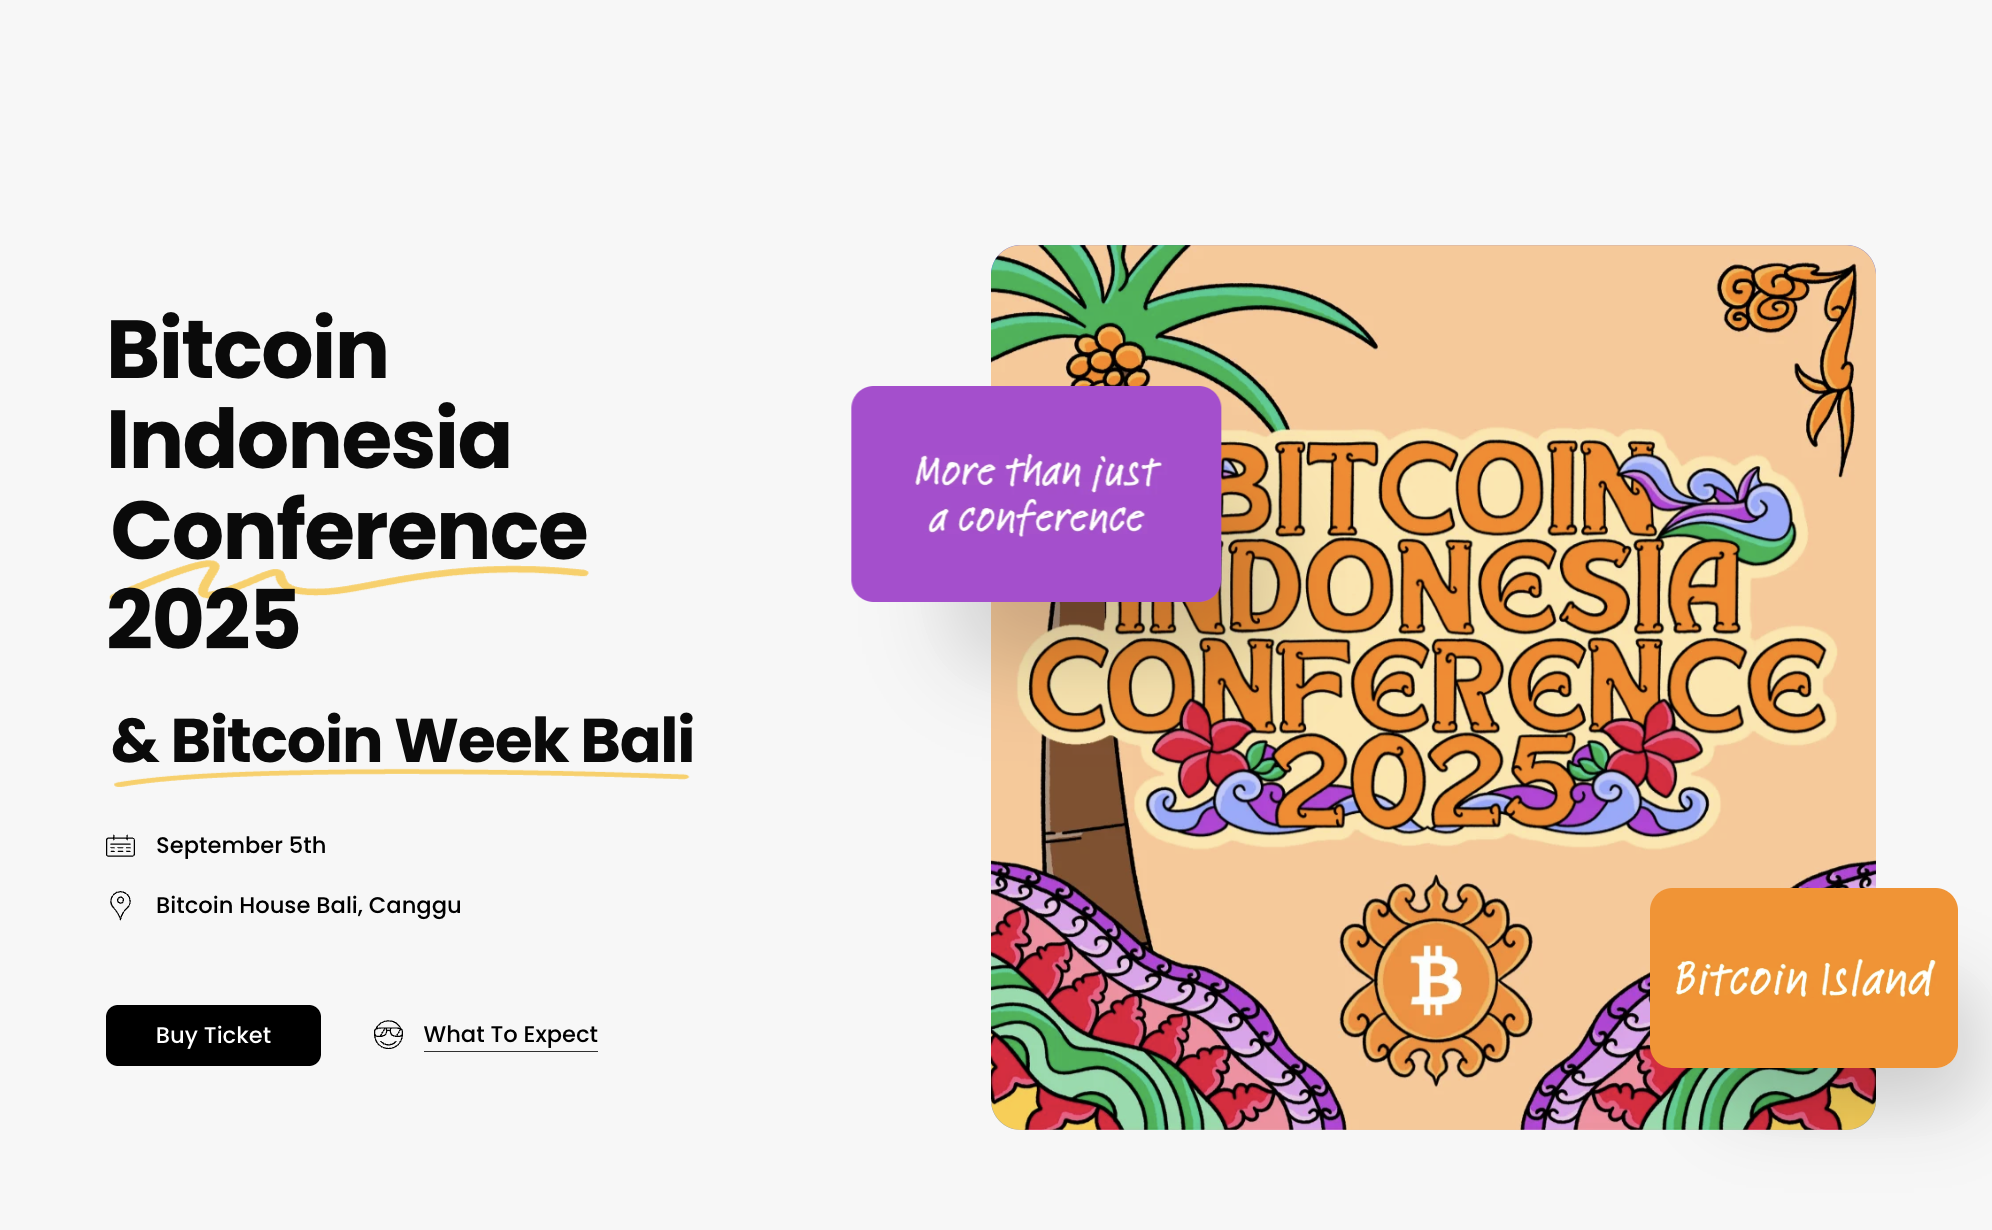 Bitcoin
Indonesia
Conference
2025
& Bitcoin Week Bali
September 5th
Bitcoin House Bali, Canggu
Buy Ticket
What To Expect
More than just
a conference
BITCOIN
INDONESIA
CONFERENCE
2025
Bitcoin Island